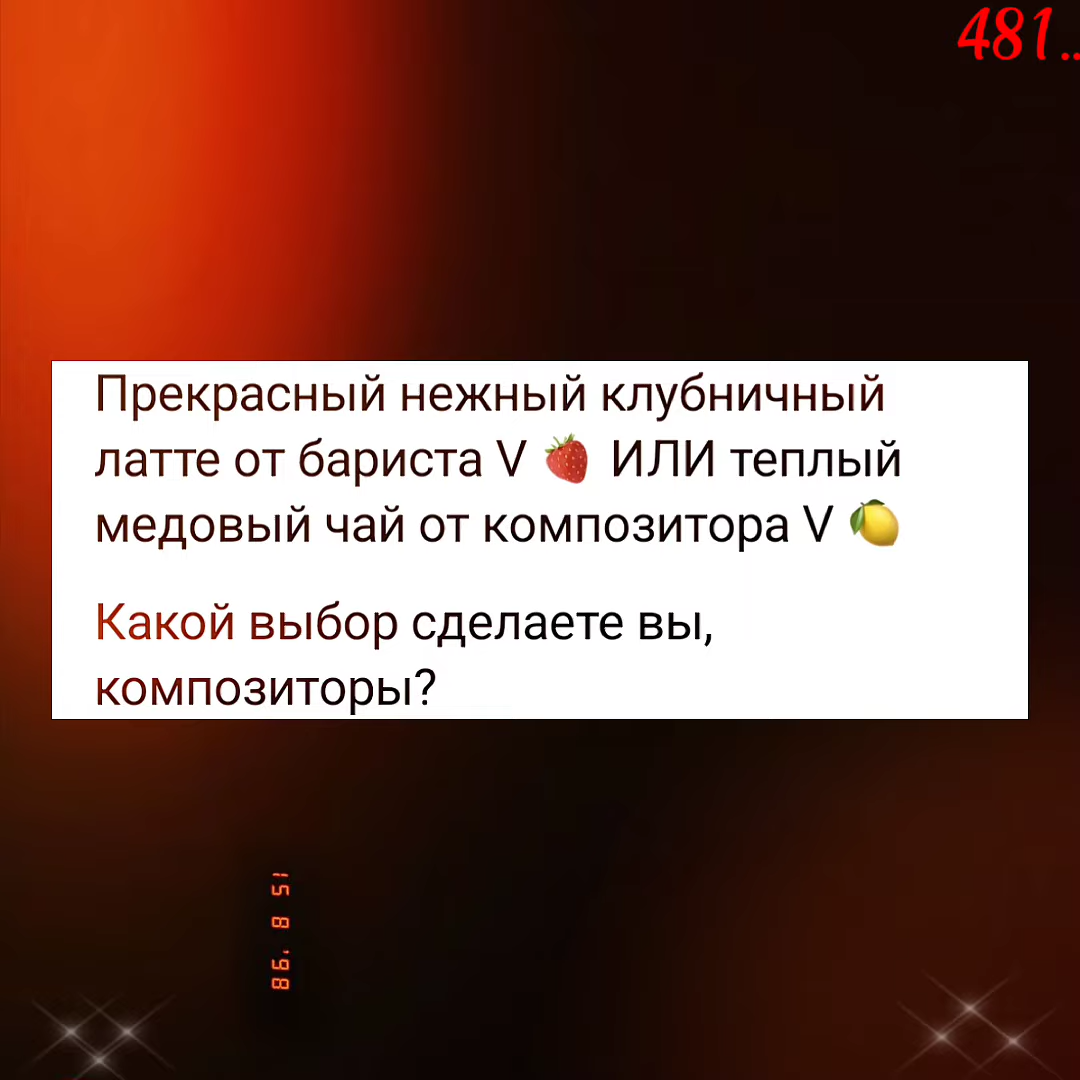 481..
Прекрасный нежный клубничный
латте от бариста V 🍓 ИЛИ теплый
медовый чай от композитора V 🍋
Какой выбор сделаете вы,
композиторы?